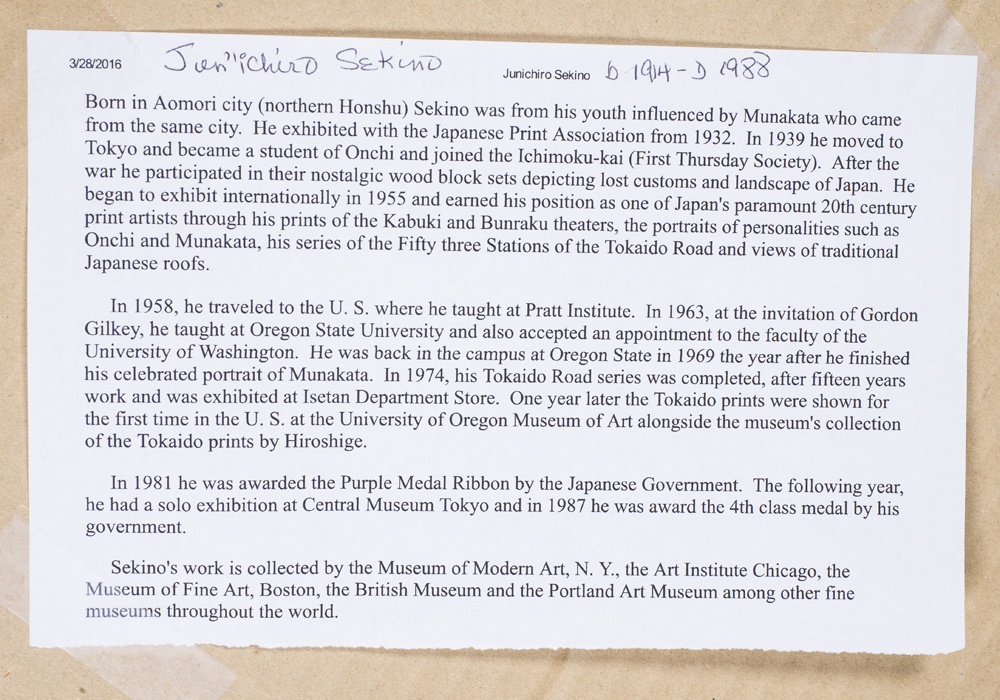 3/28/2016 Jun'ichiro Sekino Junichiro Sekino b 1914 - D 1988
Born in Aomori city (northern Honshu) Sekino was from his youth influenced by Munakata who came
from the same city. He exhibited with the Japanese Print Association from 1932. In 1939 he moved to
Tokyo and became a student of Onchi and joined the Ichimoku-kai (First Thursday Society). After the
war he participated in their nostalgic wood block sets depicting lost customs and landscape of Japan. He
began to exhibit internationally in 1955 and earned his position as one of Japan's paramount 20th century
print artists through his prints of the Kabuki and Bunraku theaters, the portraits of personalities such as
Onchi and Munakata, his series of the Fifty three Stations of the Tokaido Road and views of traditional
Japanese roofs.
In 1958, he traveled to the U. S. where he taught at Pratt Institute. In 1963, at the invitation of Gordon
Gilkey, he taught at Oregon State University and also accepted an appointment to the faculty of the
University of Washington. He was back in the campus at Oregon State in 1969 the year after he finished
his celebrated portrait of Munakata. In 1974, his Tokaido Road series was completed, after fifteen years
work and was exhibited at Isetan Department Store. One year later the Tokaido prints were shown for
the first time in the U. S. at the University of Oregon Museum of Art alongside the museum's collection
of the Tokaido prints by Hiroshige.
In 1981 he was awarded the Purple Medal Ribbon by the Japanese Government. The following year,
he had a solo exhibition at Central Museum Tokyo and in 1987 he was award the 4th class medal by his
government.
Sekino's work is collected by the Museum of Modern Art, N. Y., the Art Institute Chicago, the
Museum of Fine Art, Boston, the British Museum and the Portland Art Museum among other fine
museums throughout the world.